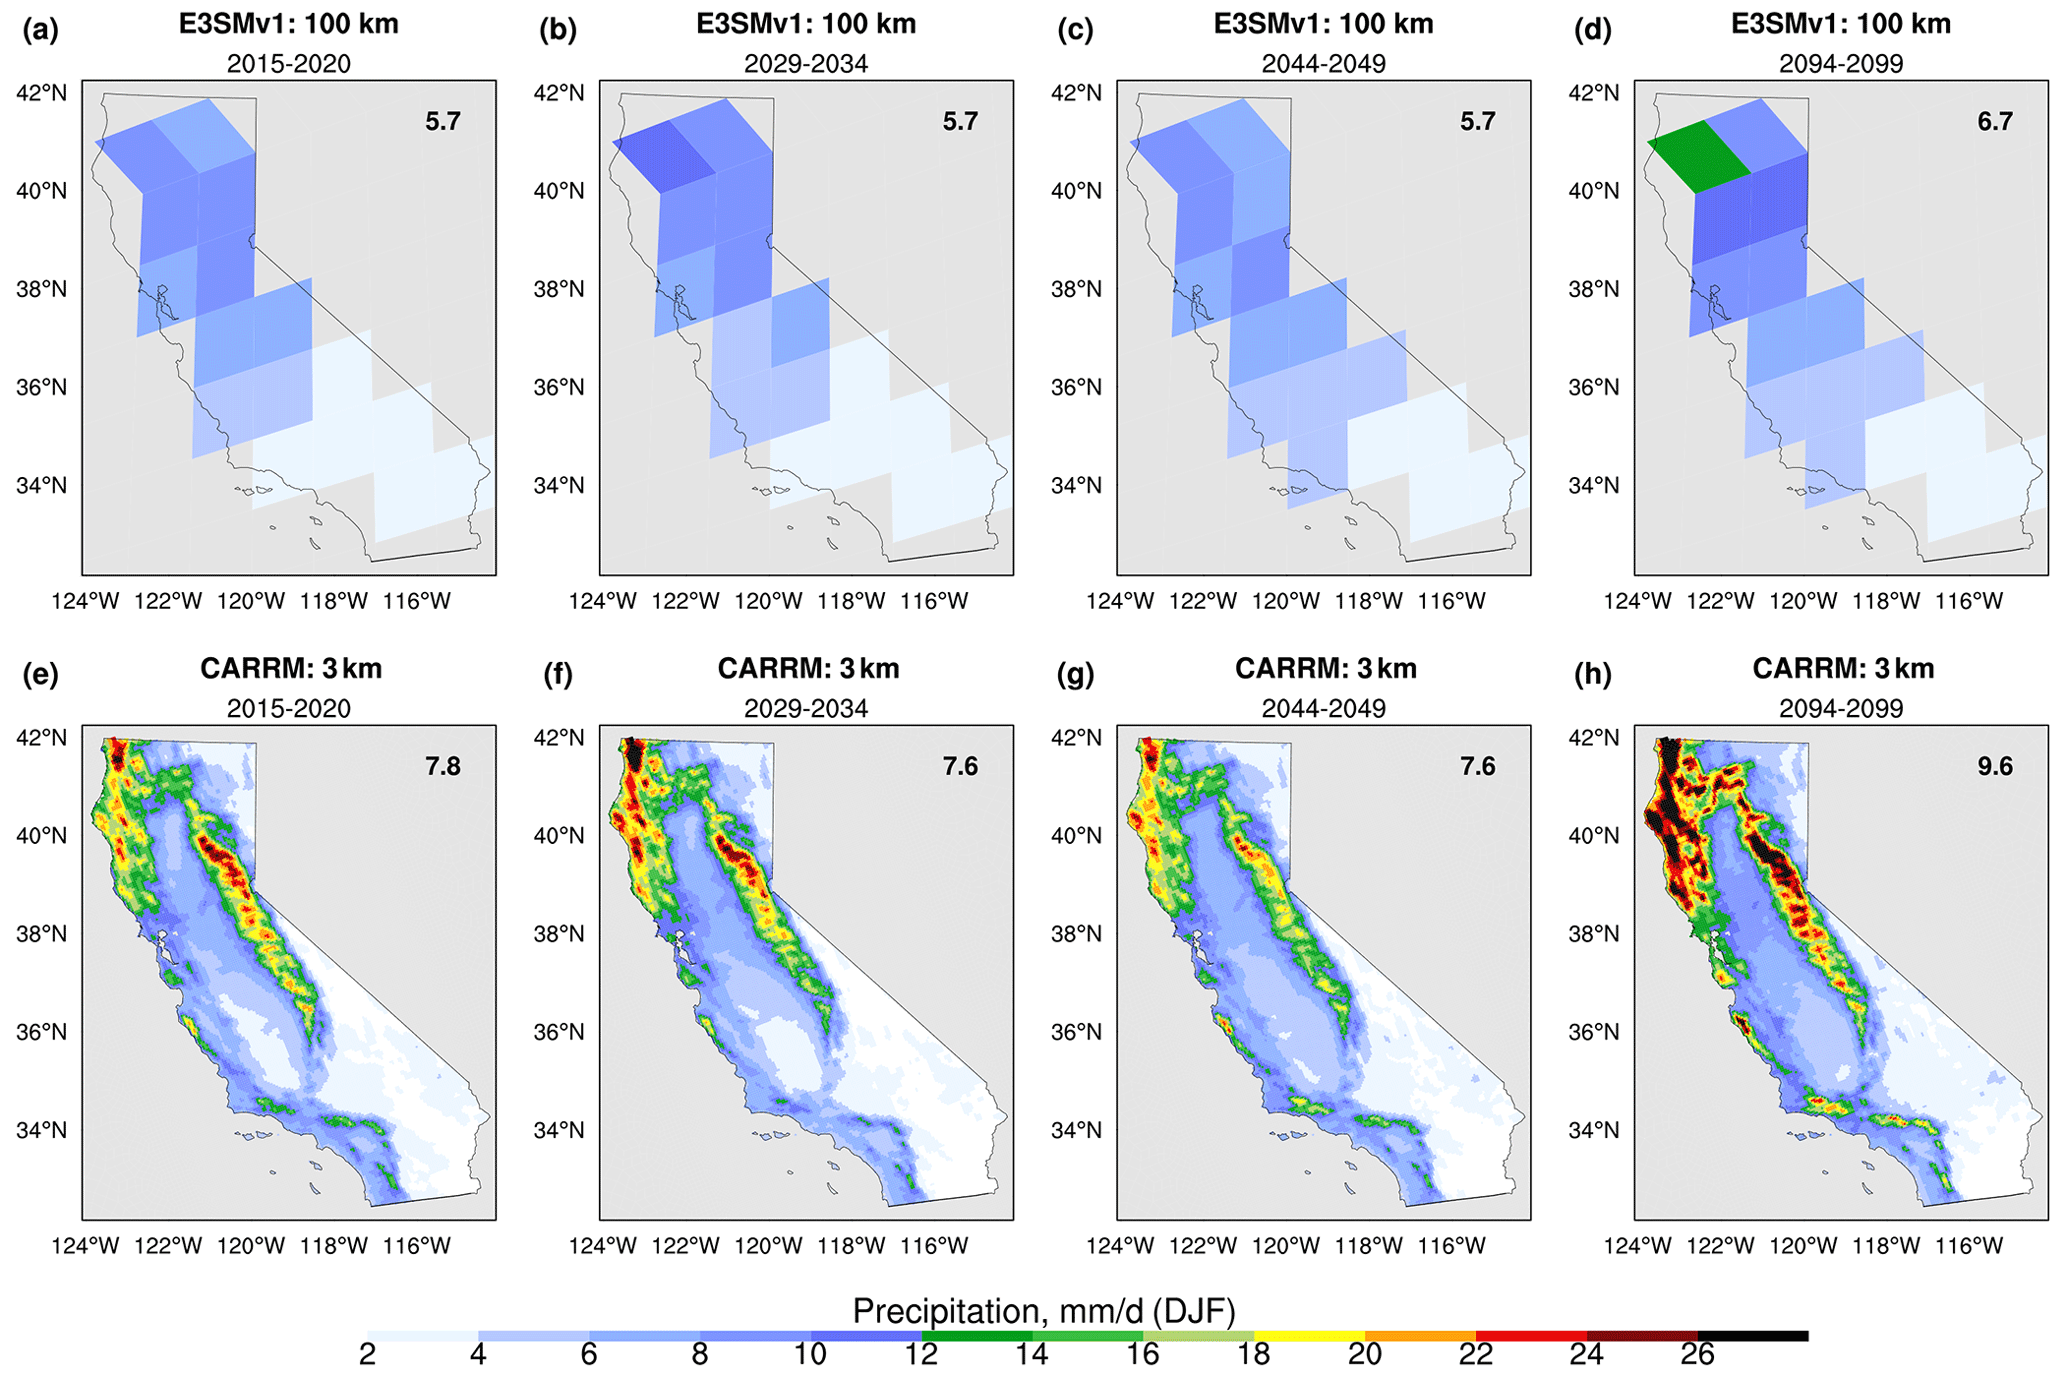 (a) E3SMv1: 100 km (b) E3SMv1: 100 km (c) E3SMv1: 100 km (d) E3SMv1: 100 km
2015-2020 2029-2034 2044-2049 2094-2099
42°N 42°N 42°N 42°N
5.7 5.7 5.7 6.7
40°N 40°N 40°N 40°N
38°N 38°N 38°N 38°N
36°N 36°N 36°N 36°N
34°N 34°N 34°N 34°N
124°W 122°W 120°W 118°W 116°W 124°W 122°W 120°W 118°W 116°W 124°W 122°W 120°W 118°W 116°W 124°W 122°W 120°W 118°W 116°W
(e) CARRM: 3 km (f) CARRM: 3 km (g) CARRM: 3 km (h) CARRM: 3 km
2015-2020 2029-2034 2044-2049 2094-2099
42°N 42°N 42°N 42°N
7.8 7.6 7.6 9.6
40°N 40°N 40°N 40°N
38°N 38°N 38°N 38°N
36°N 36°N 36°N 36°N
34°N 34°N 34°N 34°N
124°W 122°W 120°W 118°W 116°W 124°W 122°W 120°W 118°W 116°W 124°W 122°W 120°W 118°W 116°W 124°W 122°W 120°W 118°W 116°W
Precipitation, mm/d (DJF)
2 4 6 8 10 12 14 16 18 20 22 24 26